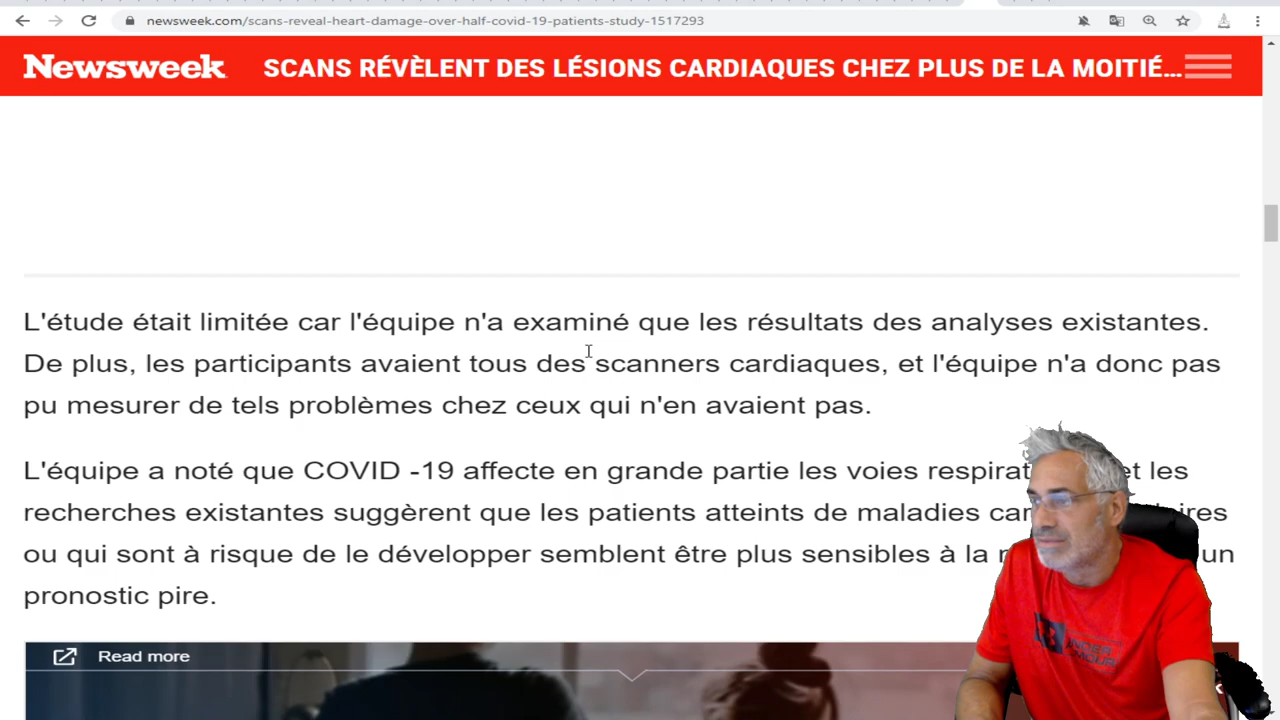 newsweek.com/scans-reveal-heart-damage-over-half-covid-19-patients-study-1517293
Newsweek SCANS RÉVÈLENT DES LÉSIONS CARDIAQUES CHEZ PLUS DE LA MOITIÉ...
L'étude était limitée car l'équipe n'a examiné que les résultats des analyses existantes.
De plus, les participants avaient tous des scanners cardiaques, et l'équipe n'a donc pas
pu mesurer de tels problèmes chez ceux qui n'en avaient pas.
L'équipe a noté que COVID -19 affecte en grande partie les voies et les
recherches existantes suggèrent que les patients atteints de maladies
ou qui sont à risque de le développer semblent être plus sensibles à la un
pronostic pire.
Read more